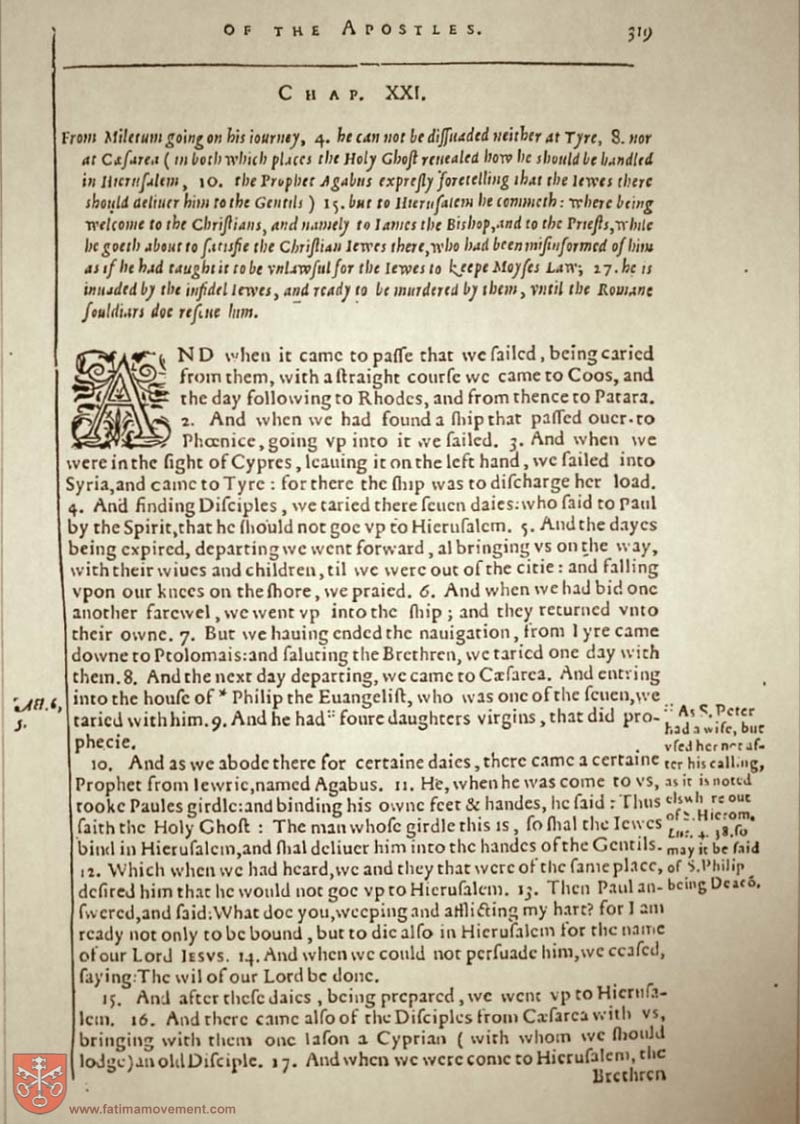 OF THE APOSTLES. 319
CHAP. XXI.
From Miletum going on his iourney, 4. he can not be diſſuaded neither at Tyre, 8. nor
at Cæſarea ( in both which places the Holy Ghoſt reuealed how he should be handled
in Hieruſalem, 10. the Prophet Agabus expreſly foretelling that the Iewes there
should deliuer him to the Gentils ) 15. but to Hieruſalem he commeth: where being
welcome to the Chriſtians, and namely to Iames the Bishop, and to the Prieſts, while
he goeth about to ſatisfie the Chriſtian Iewes there, who had been miſinformed of him
as if he had taught it to be vnlawful for the Iewes to keepe Moyſes Law; 27. he is
inuaded by the infidel Iewes, and ready to be murdered by them, vntil the Romane
ſouldiars doe reſcue him.
AND when it came to paſſe that we ſailed, being caried
from them, with a ſtraight courſe we came to Coos, and
the day following to Rhodes, and from thence to Patara.
2. And when we had found a ſhip that paſſed ouer to
Phœnice, going vp into it we ſailed. 3. And when we
were in the ſight of Cypres, leauing it on the left hand, we ſailed into
Syria, and came to Tyre : for there the ſhip was to diſcharge her load.
4. And finding Diſciples, we taried there ſeuen daies: who ſaid to Paul
by the Spirit, that he ſhould not goe vp to Hieruſalem. 5. And the dayes
being expired, departing we went forward, al bringing vs on the way,
with their wiues and children, til we were out of the citie : and falling
vpon our knees on the ſhore, we praied. 6. And when we had bid one
another farewel, we went vp into the ſhip ; and they returned vnto
their owne. 7. But we hauing ended the nauigation, from Tyre came
downe to Ptolomais: and ſaluting the Brethren, we taried one day with
them. 8. And the next day departing, we came to Cæſarea. And entring
into the houſe of * Philip the Euangeliſt, who was one of the ſeuen, we
taried with him. 9. And he had :: foure daughters virgins, that did pro-
phecie.
10. And as we abode there for certaine daies, there came a certaine
Prophet from Iewrie, named Agabus. 11. He, when he was come to vs,
tooke Paules girdle: and binding his owne feet & handes, he ſaid : Thus
ſaith the Holy Ghoſt : The man whoſe girdle this is, ſo ſhal the Iewes
bind in Hieruſalem, and ſhal deliuer him into the handes of the Gentils.
12. Which when we had heard, we and they that were of the ſame place,
deſired him that he would not goe vp to Hieruſalem. 13. Then Paul an-
ſwered, and ſaid: What doe you, weeping and afflicting my hart? for I am
ready not only to be bound, but to die alſo in Hieruſalem for the name
of our Lord IESVS. 14. And when we could not perſuade him, we ceaſed,
ſaying: The wil of our Lord be done.
15. And after theſe daies, being prepared, we went vp to Hieruſa-
lem. 16. And there came alſo of the Diſciples from Cæſarea with vs,
bringing with them one Iaſon a Cyprian ( with whom we ſhould
lodge) an old Diſciple. 17. And when we were come to Hieruſalem, the
Brethren
* Act. 6,
5.
:: As S. Peter
had a wife, but
vſed her not af-
ter his calling,
as it is noted
elswhere out
of S. Hierom,
Luc. 4. 38. ſo
may it be ſaid
of S. Philip
being Deacō.
www.fatimamovement.com